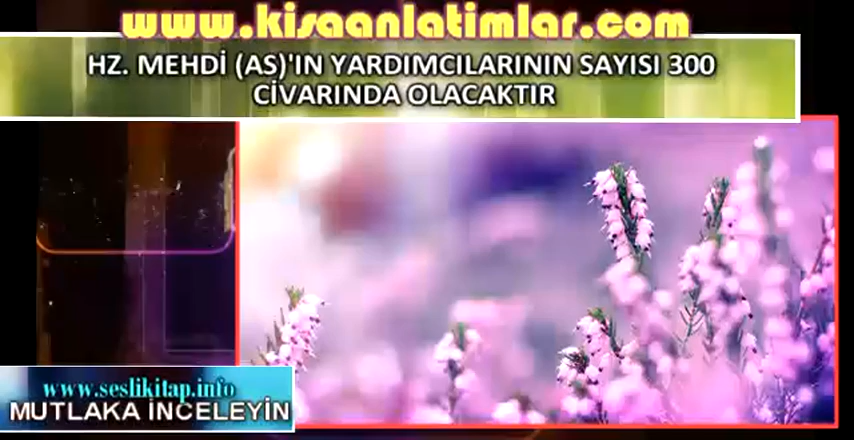 www.kisaanlatimlar.com
HZ. MEHDİ (AS)'IN YARDIMCILARININ SAYISI 300
CİVARINDA OLACAKTIR
www.seslikitap.info
MUTLAKA İNCELEYİN